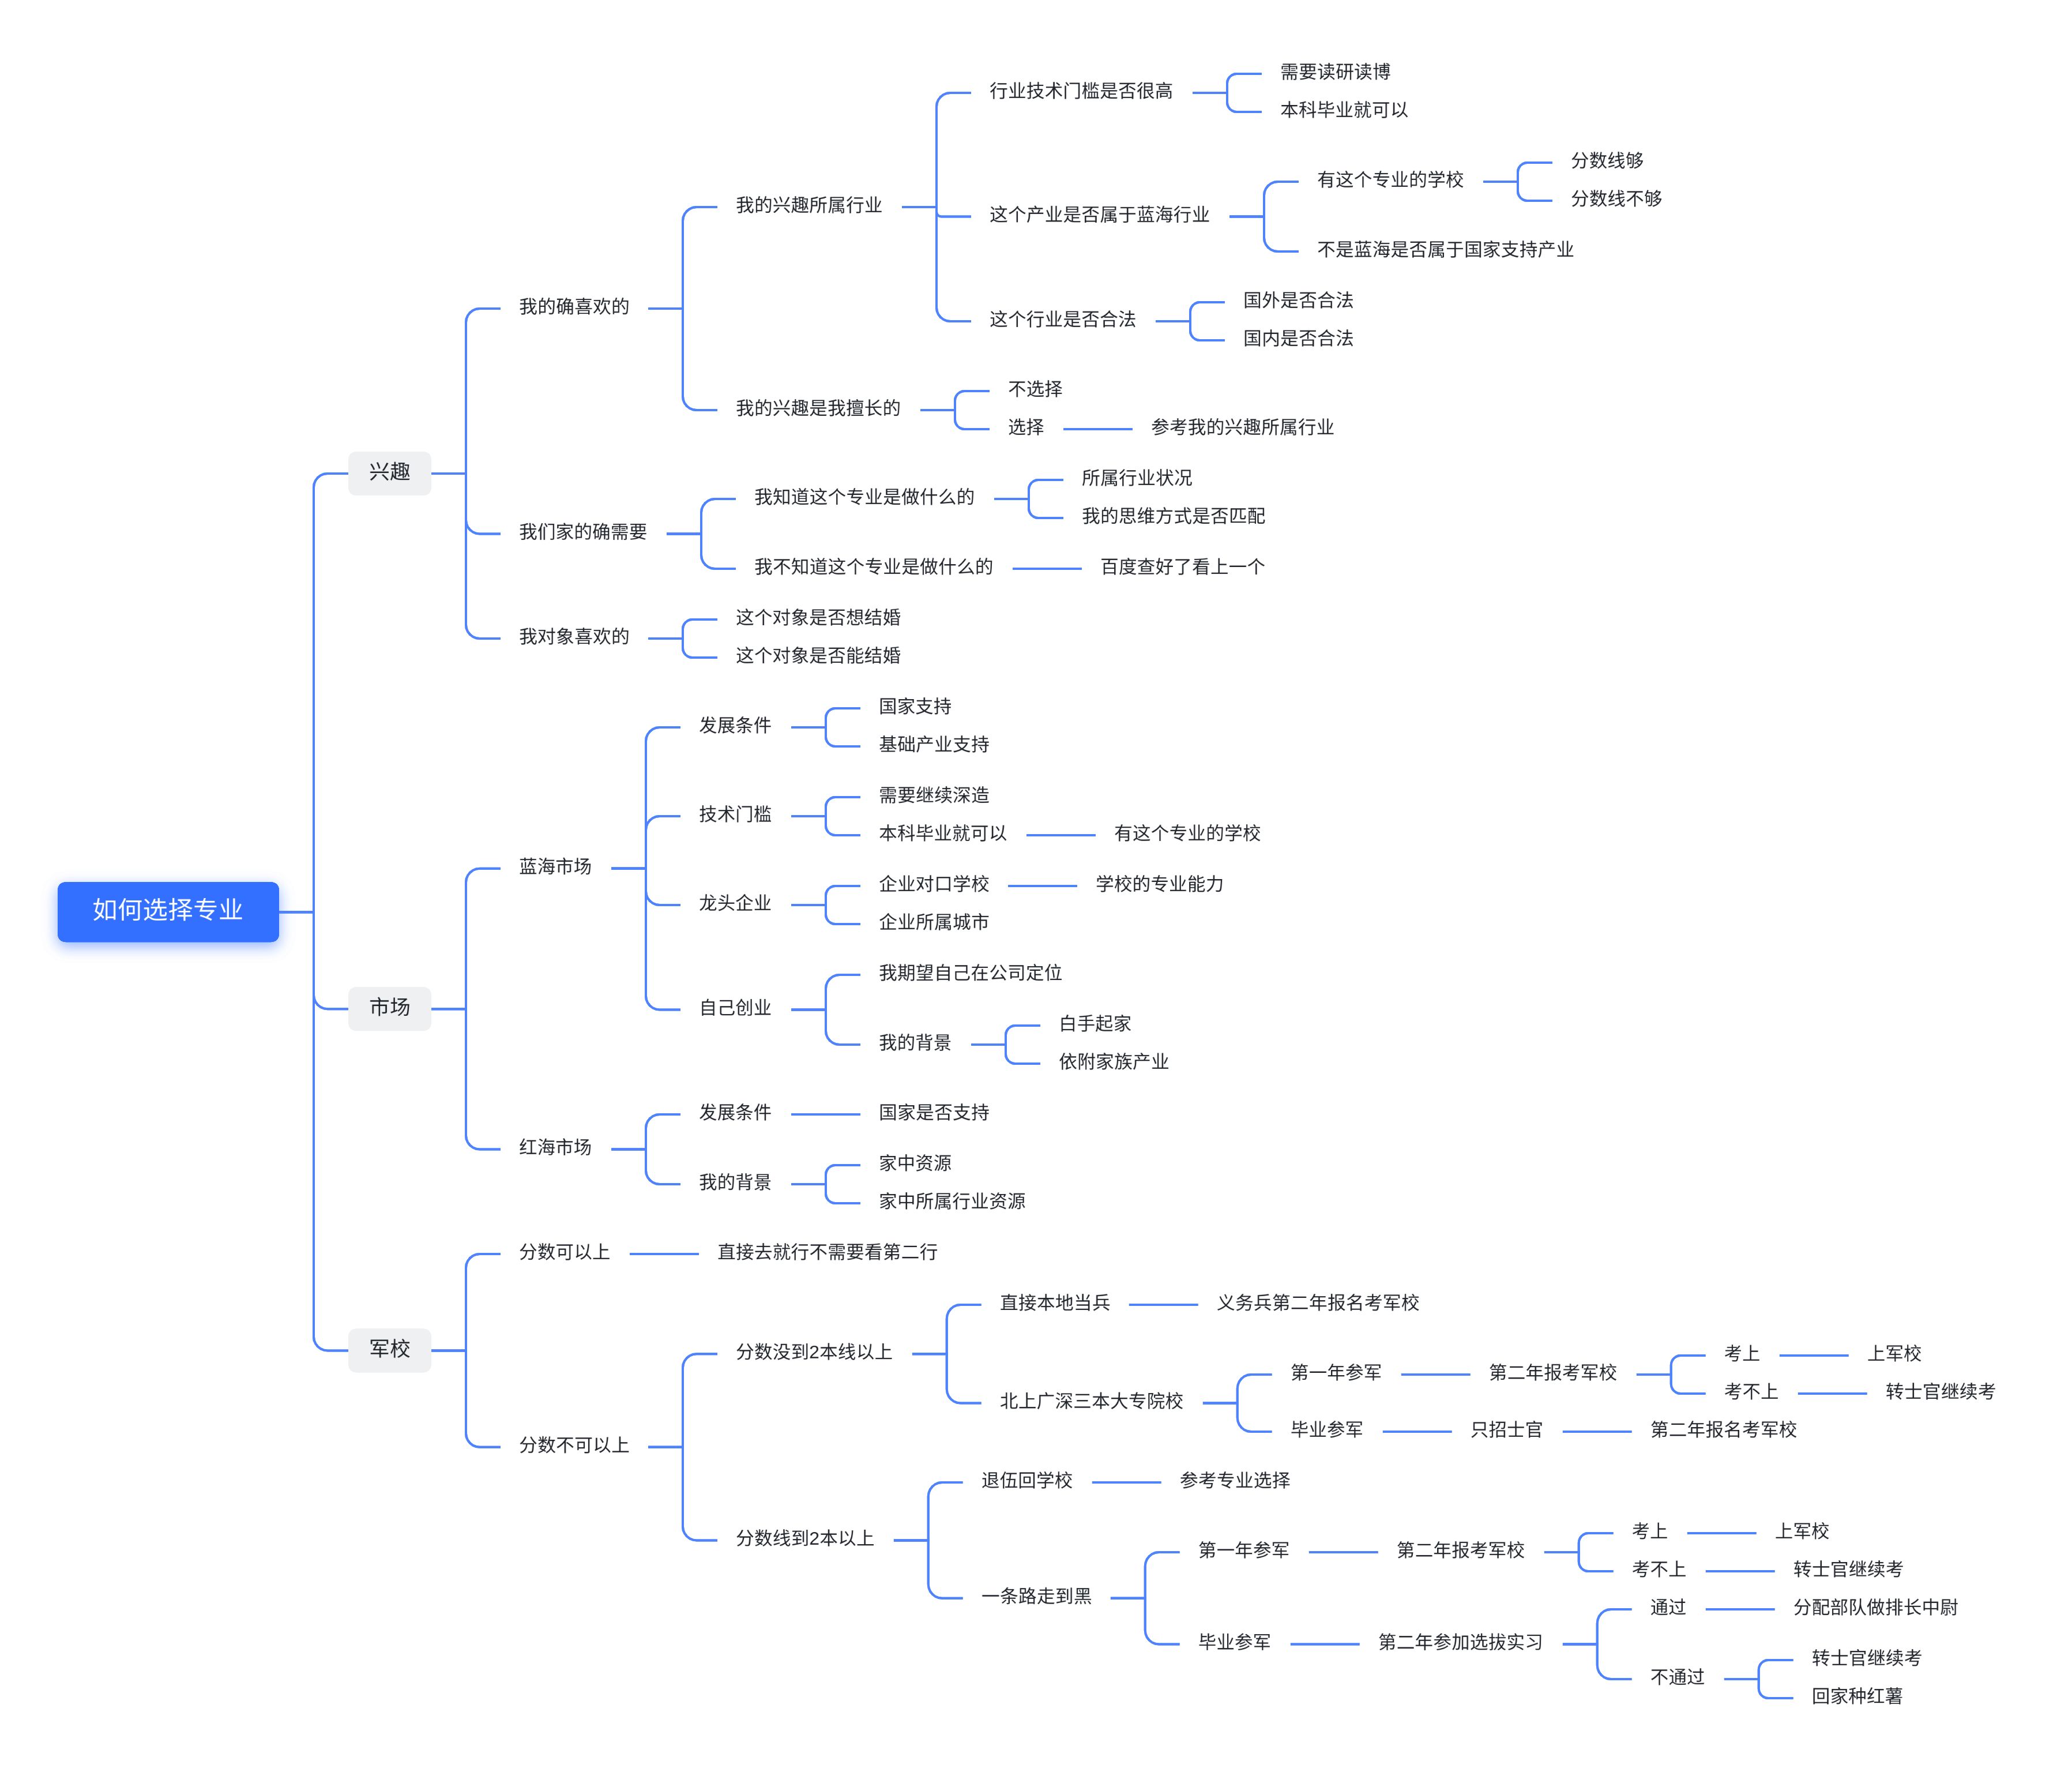 如何选择专业
兴趣
我的确喜欢的
我的兴趣所属行业
行业技术门槛是否很高
需要读研读博
本科毕业就可以
这个产业是否属于蓝海行业
有这个专业的学校
分数线够
分数线不够
不是蓝海是否属于国家支持产业
这个行业是否合法
国外是否合法
国内是否合法
我的兴趣是我擅长的
不选择
选择
参考我的兴趣所属行业
我们家的确需要
我知道这个专业是做什么的
所属行业状况
我的思维方式是否匹配
我不知道这个专业是做什么的
百度查好了看上一个
我对象喜欢的
这个对象是否想结婚
这个对象是否能结婚
市场
蓝海市场
发展条件
国家支持
基础产业支持
技术门槛
需要继续深造
本科毕业就可以
有这个专业的学校
龙头企业
企业对口学校
学校的专业能力
企业所属城市
自己创业
我期望自己在公司定位
我的背景
白手起家
依附家族产业
红海市场
发展条件
国家是否支持
我的背景
家中资源
家中所属行业资源
军校
分数可以上
直接去就行不需要看第二行
分数不可以上
分数没到2本线以上
直接本地当兵
义务兵第二年报名考军校
北上广深三本大专院校
第一年参军
第二年报考军校
考上
上军校
考不上
转士官继续考
毕业参军
只招士官
第二年报名考军校
分数线到2本以上
退伍回学校
参考专业选择
一条路走到黑
第一年参军
第二年报考军校
考上
上军校
考不上
转士官继续考
毕业参军
第二年参加选拔实习
通过
分配部队做排长中尉
不通过
转士官继续考
回家种红薯